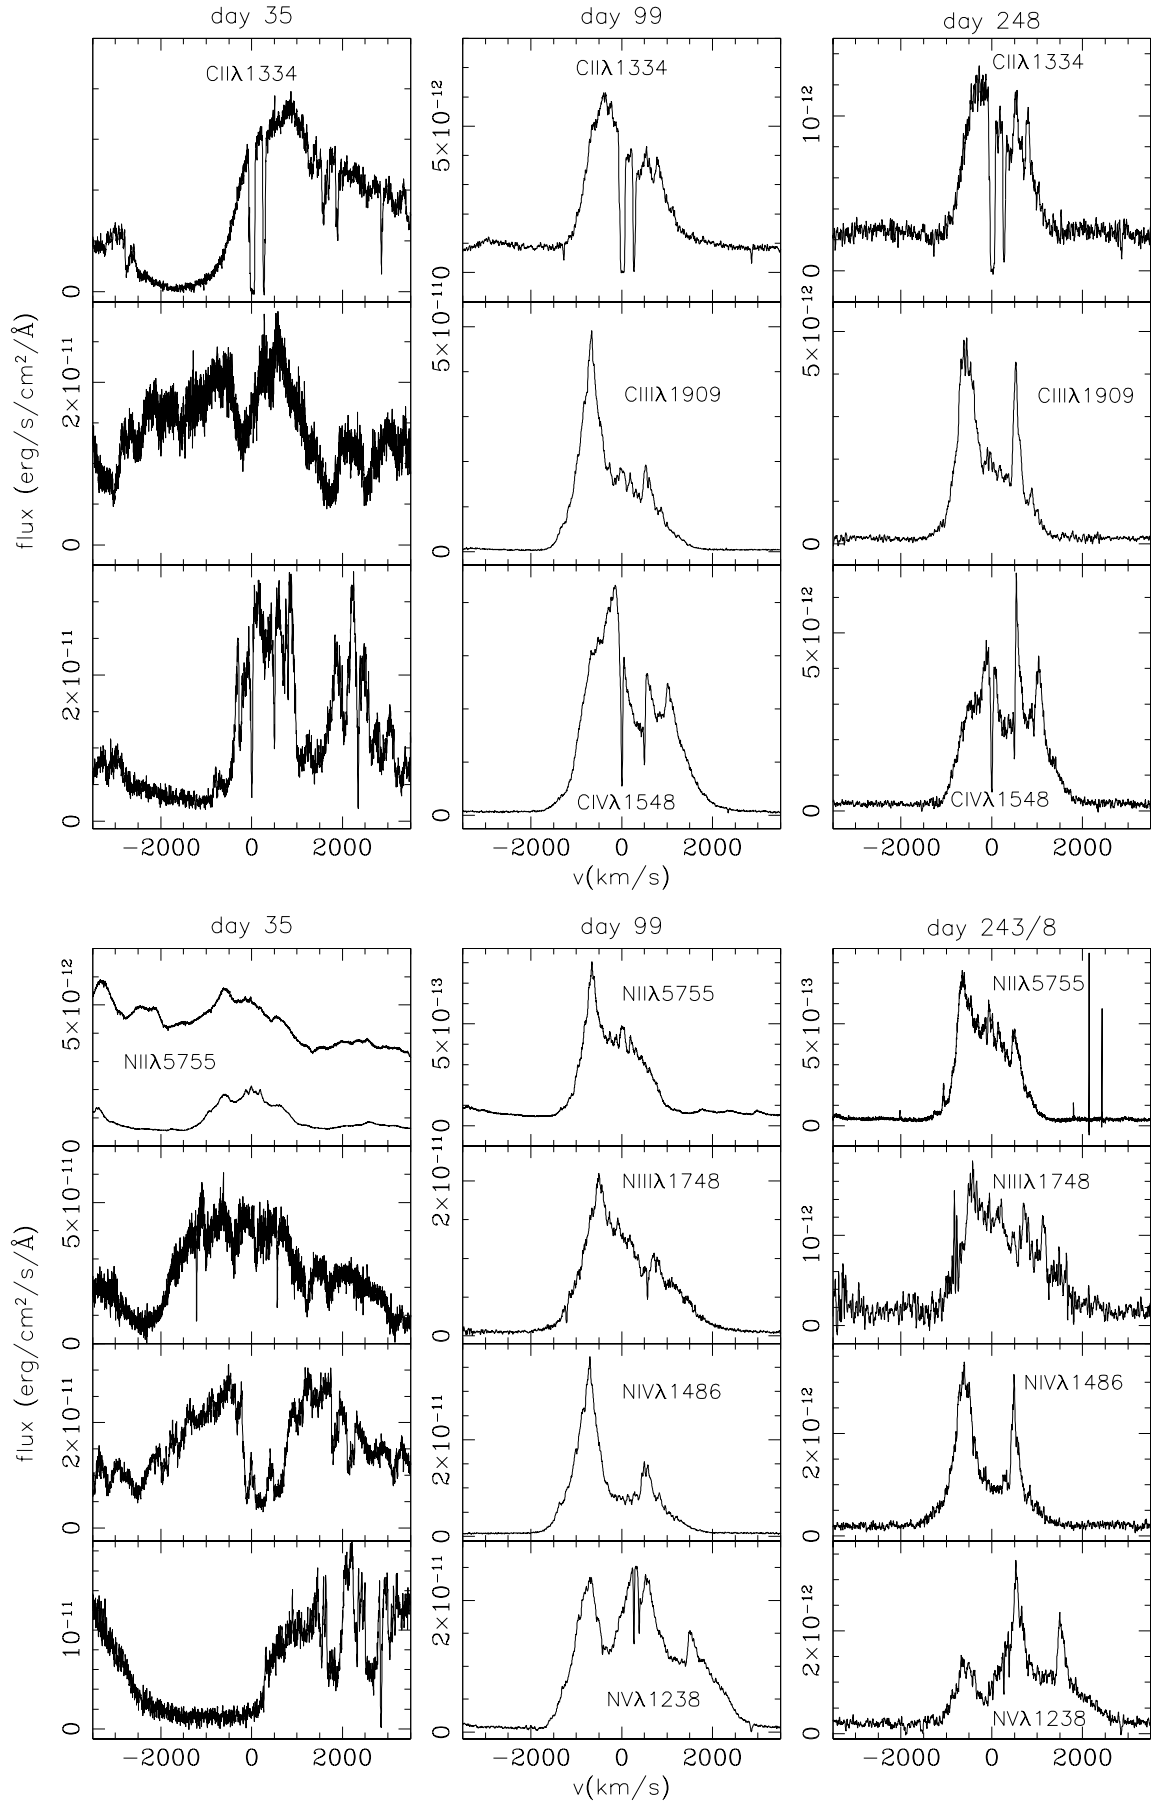 day 35 day 99 day 248
CIIλ1334 CIIλ1334 CIIλ1334
0 5×10⁻¹² 0 10⁻¹² 0
CIIIλ1909 CIIIλ1909
2×10⁻¹¹ 0 5×10⁻¹¹ 0 5×10⁻¹² 0
flux (erg/s/cm²/Å)
2×10⁻¹¹ 0 0 5×10⁻¹² 0
CIVλ1548 CIVλ1548
−2000 0 2000 −2000 0 2000 −2000 0 2000
v(km/s)
day 35 day 99 day 243/8
NIIλ5755 NIIλ5755 NIIλ5755
5×10⁻¹² 0 5×10⁻¹³ 0 5×10⁻¹³ 0
NIIIλ1748 NIIIλ1748
5×10⁻¹¹ 0 2×10⁻¹¹ 0 10⁻¹² 0
flux (erg/cm²/s/Å)
NIVλ1486 NIVλ1486
2×10⁻¹¹ 0 2×10⁻¹¹ 0 2×10⁻¹² 0
10⁻¹¹ 0 2×10⁻¹¹ 0 2×10⁻¹² 0
NVλ1238 NVλ1238
−2000 0 2000 −2000 0 2000 −2000 0 2000
v(km/s)